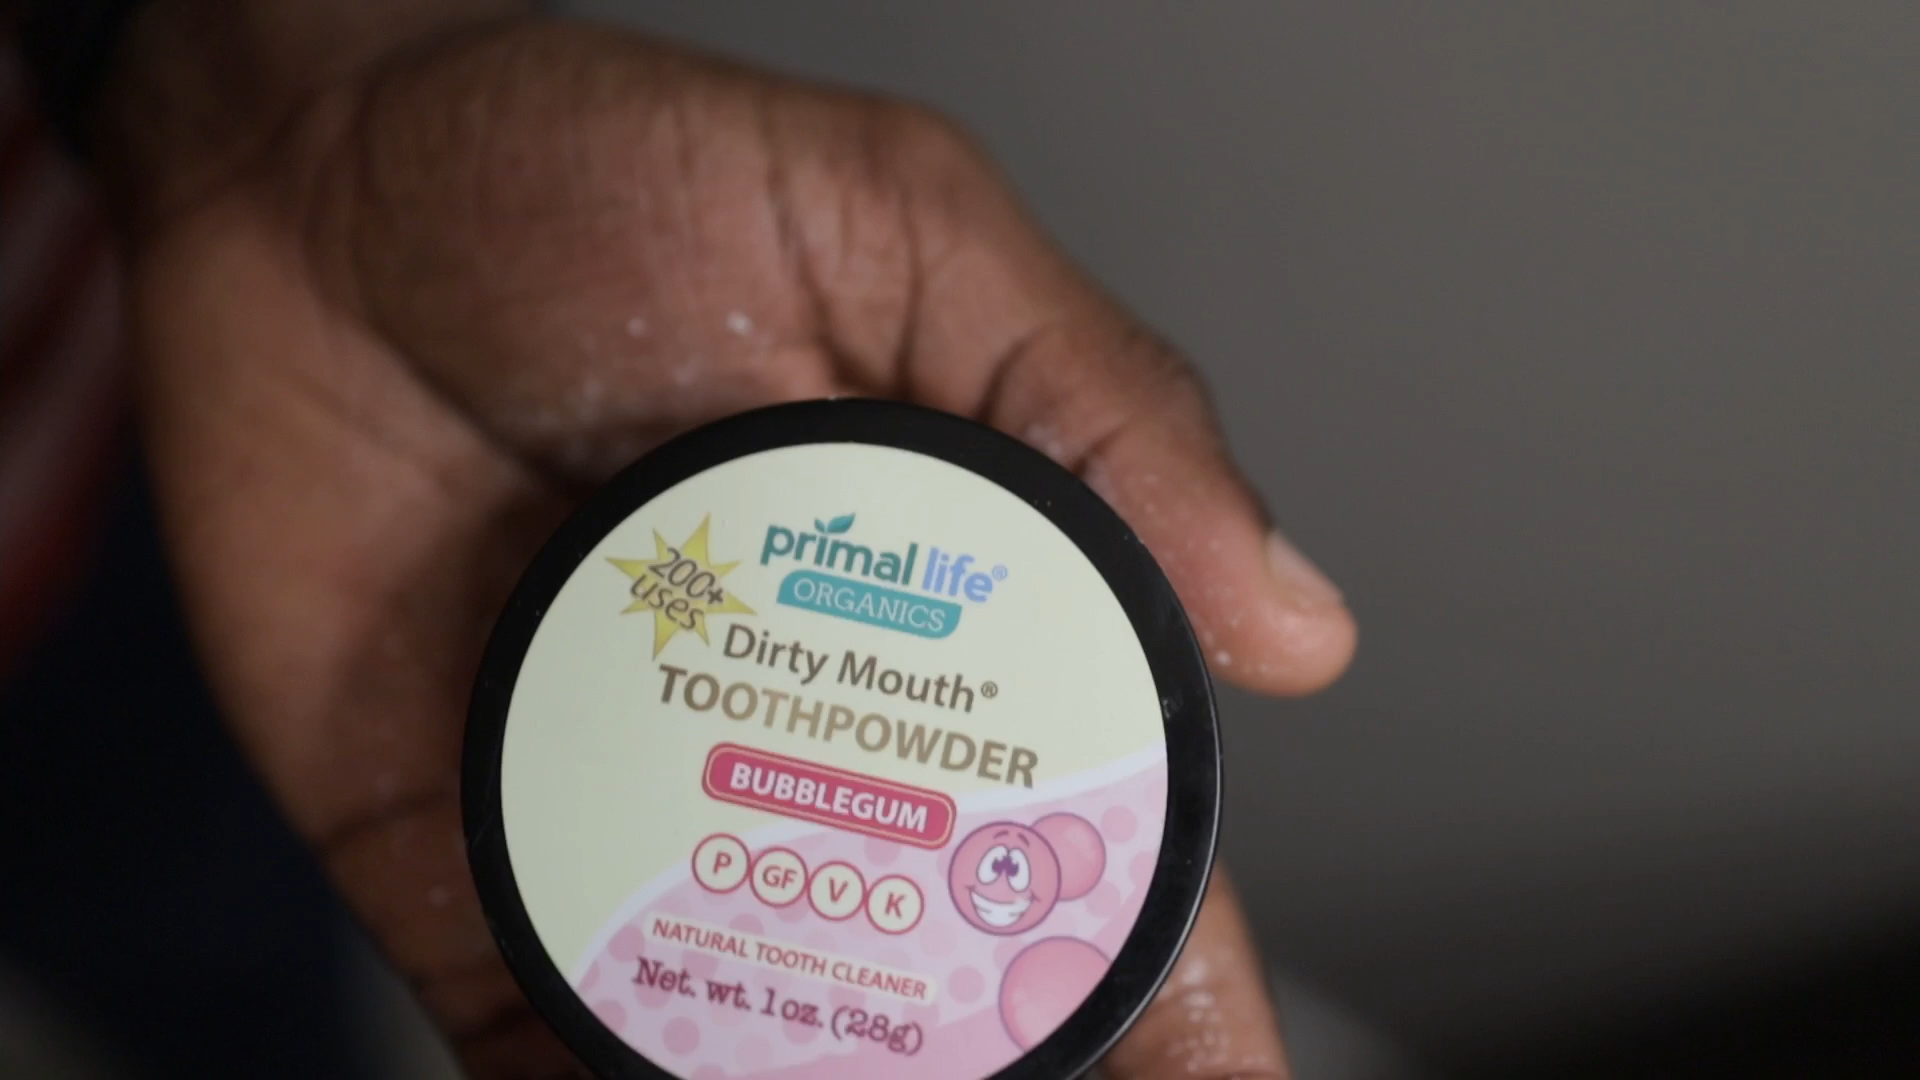 200+
uses
primal life®
ORGANICS
Dirty Mouth®
TOOTHPOWDER
BUBBLEGUM
P GF V K
NATURAL TOOTH CLEANER
Net. wt. 1 oz. (28g)